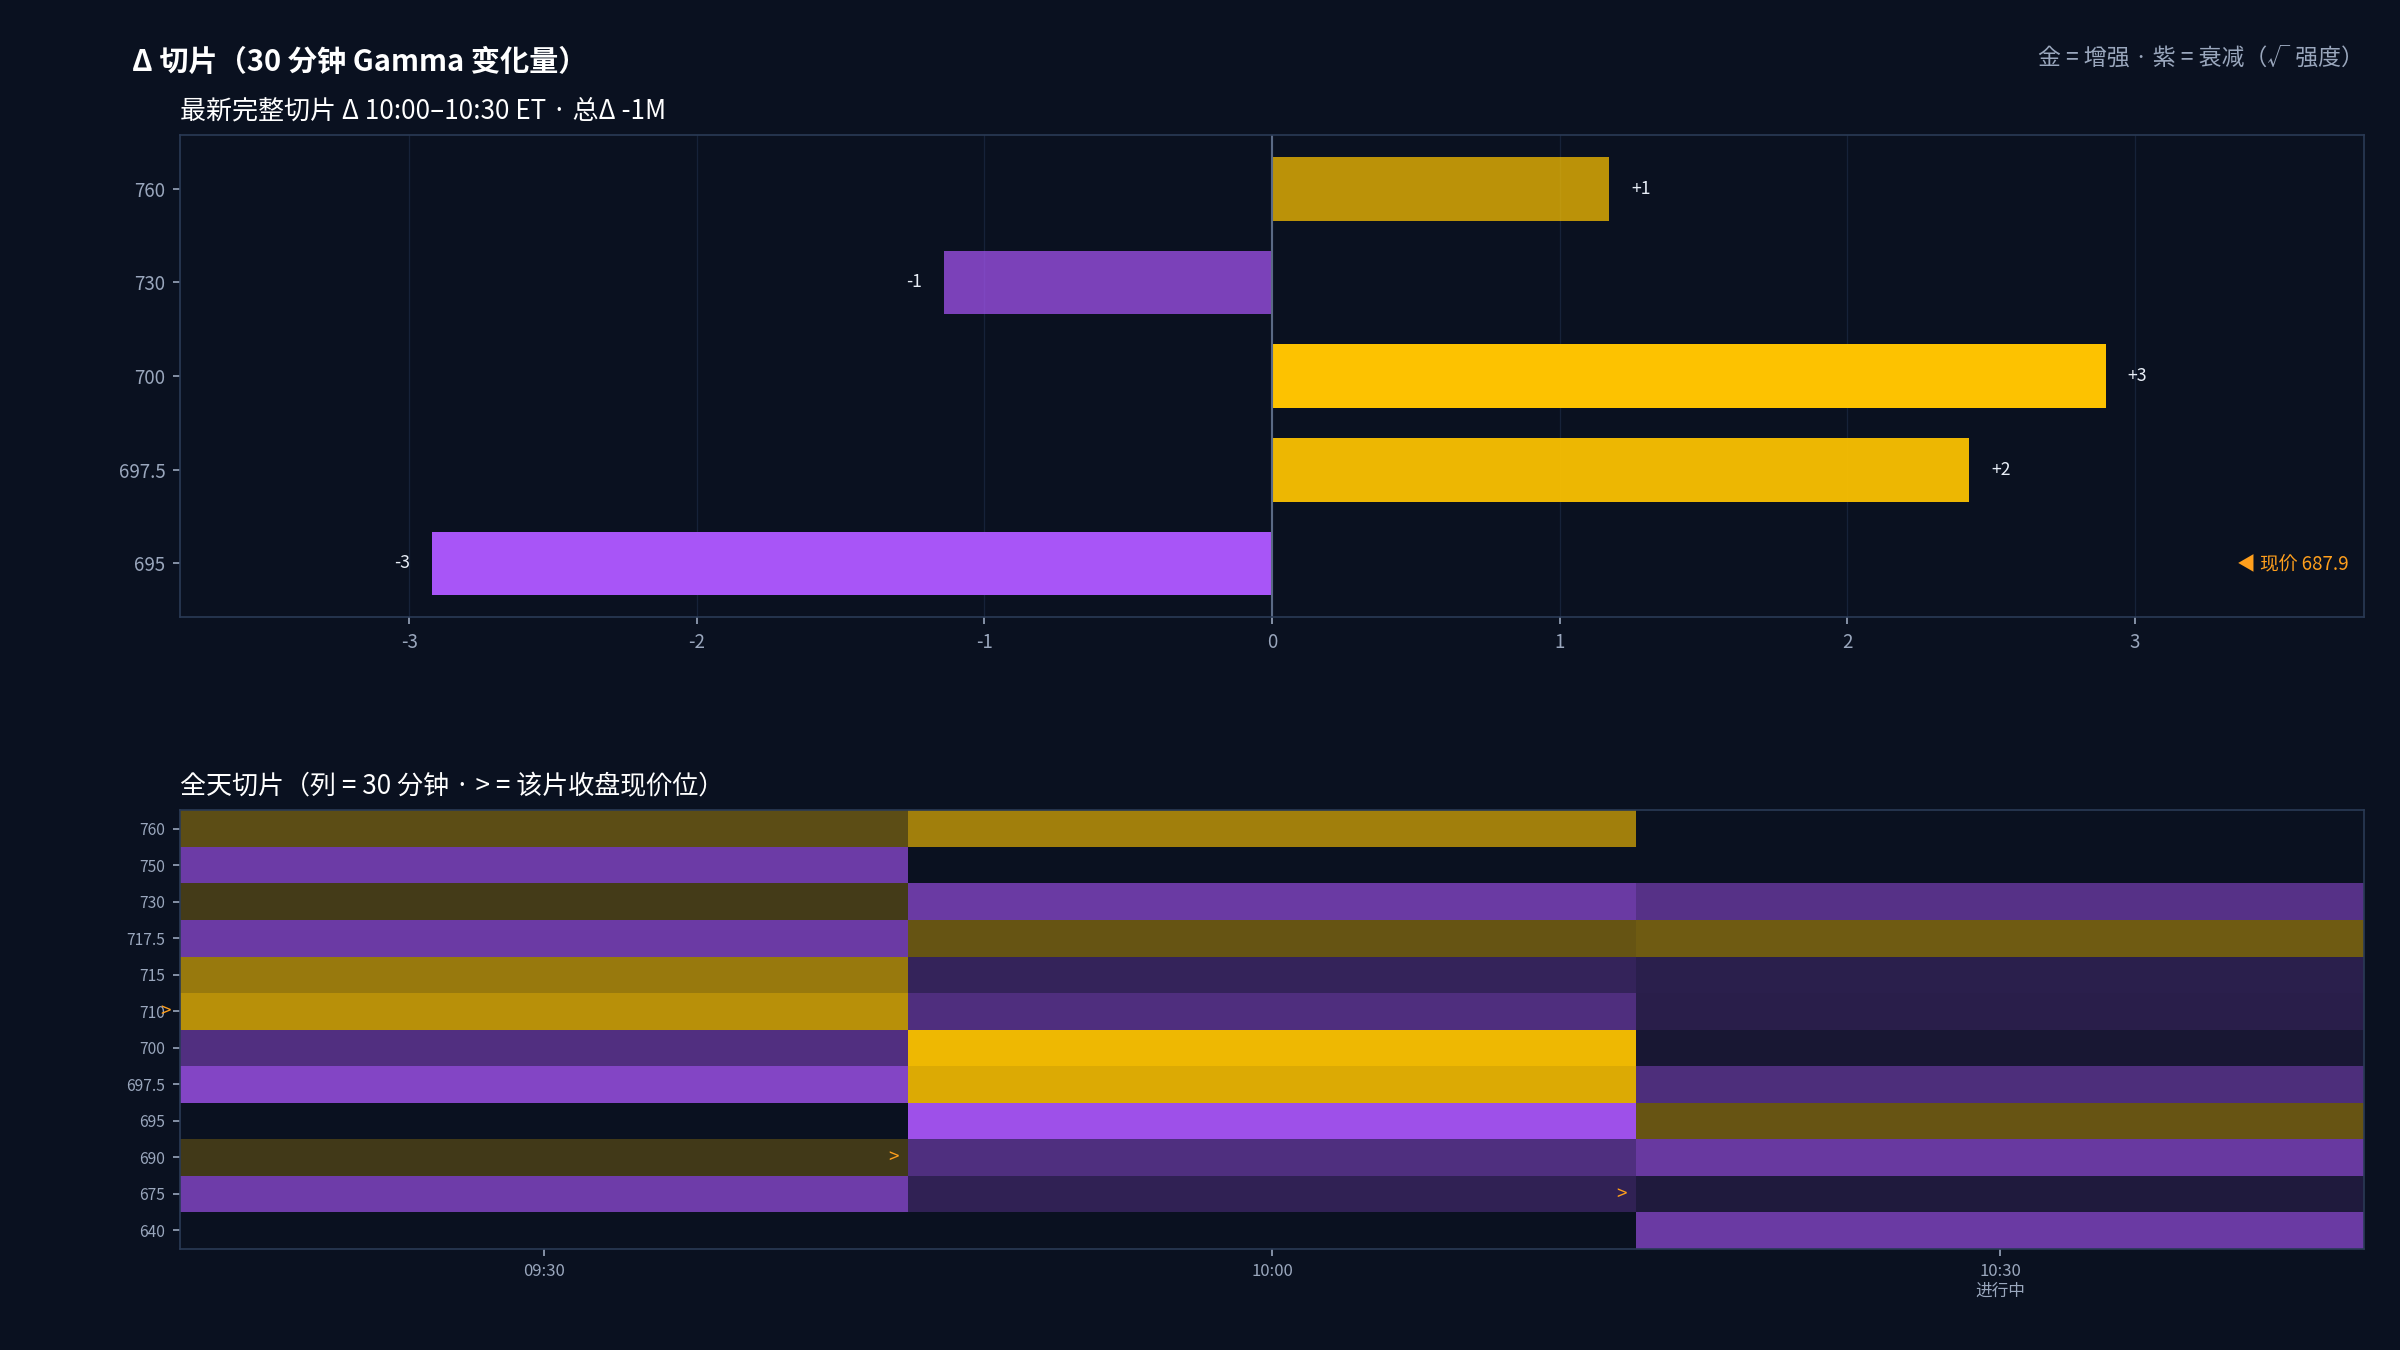 Δ 切片（30 分钟 Gamma 变化量）
金 = 增强 · 紫 = 衰减（√ 强度）
最新完整切片 Δ 10:00–10:30 ET · 总Δ -1M
760
+1
730
-1
700
+3
697.5
+2
695
-3
◀ 现价 687.9
-3 -2 -1 0 1 2 3
全天切片（列 = 30 分钟 · > = 该片收盘现价位）
760
750
730
717.5
715
710 >
700
697.5
695
690 >
675 >
640
09:30 10:00 10:30
进行中